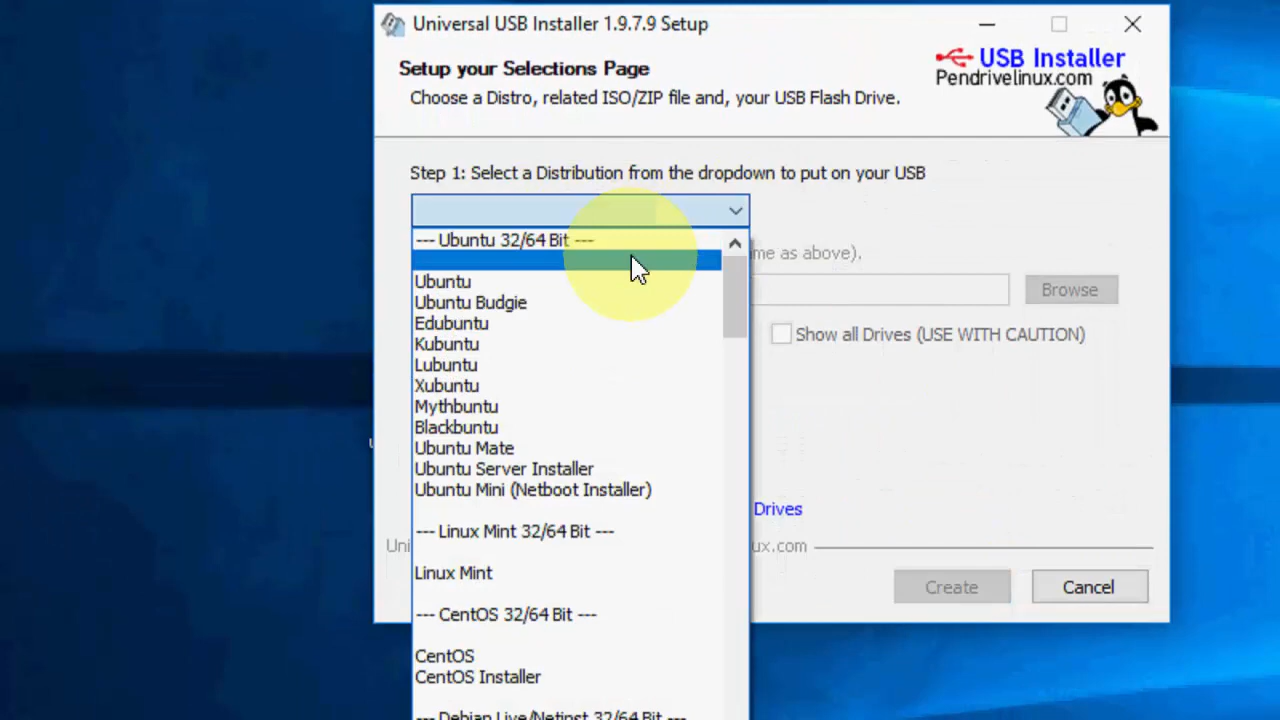 Universal USB Installer 1.9.7.9 Setup
Setup your Selections Page
Choose a Distro, related ISO/ZIP file and, your USB Flash Drive.
USB Installer
Pendrivelinux.com
Step 1: Select a Distribution from the dropdown to put on your USB
--- Ubuntu 32/64 Bit ---
me as above).
Ubuntu
Browse
Ubuntu Budgie
Edubuntu
Show all Drives (USE WITH CAUTION)
Kubuntu
Lubuntu
Xubuntu
Mythbuntu
Blackbuntu
Ubuntu Mate
Ubuntu Server Installer
Ubuntu Mini (Netboot Installer)
Drives
--- Linux Mint 32/64 Bit ---
Uni
ux.com
Linux Mint
Create
Cancel
--- CentOS 32/64 Bit ---
CentOS
CentOS Installer
--- Debian Live/Netinst 32/64 Bit ---